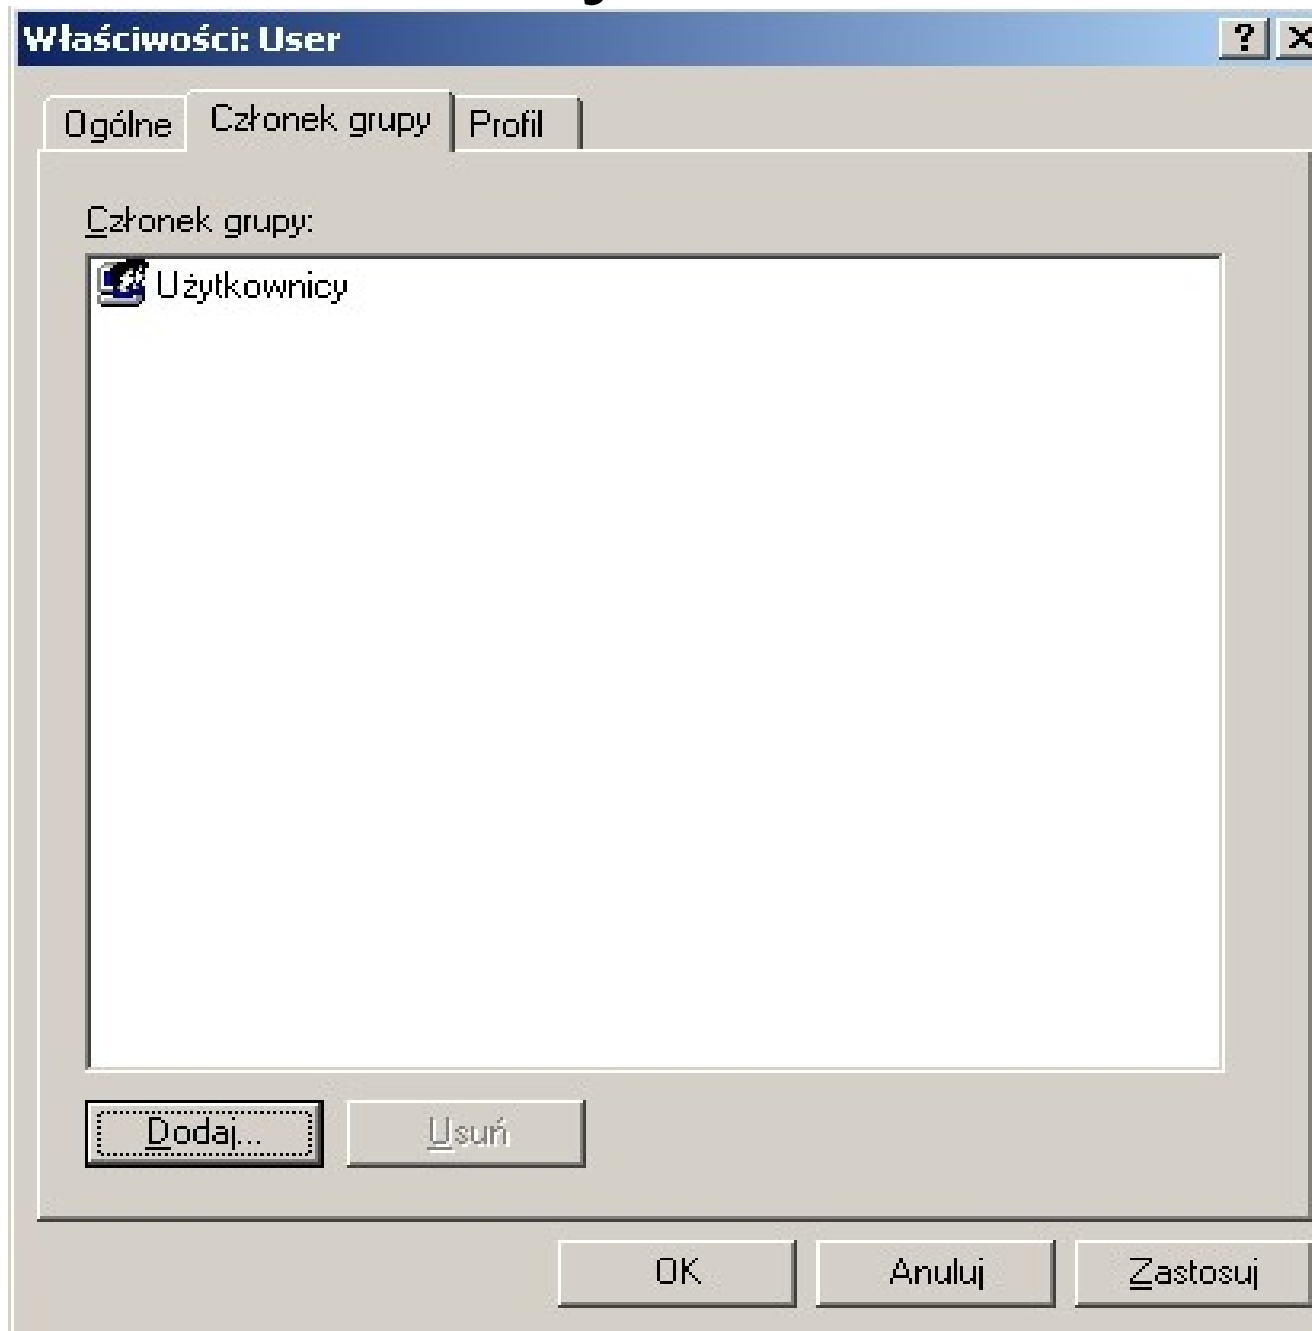 Właściwości: User
Ogólne Członek grupy Profil
Członek grupy:
Użytkownicy
Dodaj... Usuń
OK Anuluj Zastosuj